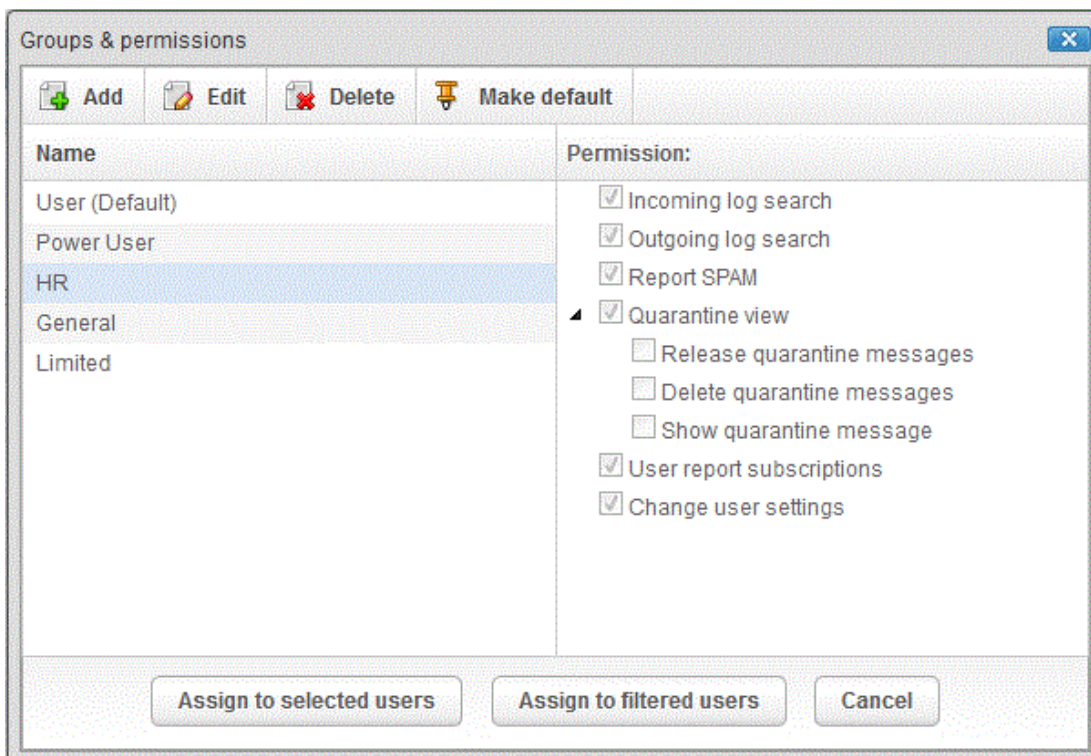 Groups & permissions
Add Edit Delete Make default
Name
User (Default)
Power User
HR
General
Limited
Permission:
Incoming log search
Outgoing log search
Report SPAM
Quarantine view
Release quarantine messages
Delete quarantine messages
Show quarantine message
User report subscriptions
Change user settings
Assign to selected users Assign to filtered users Cancel